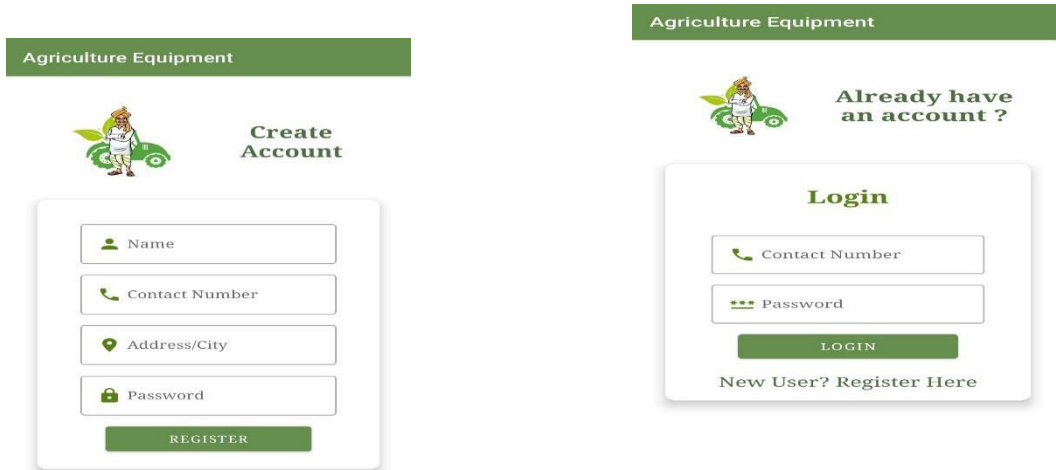 Agriculture Equipment
Create
Account
Name
Contact Number
Address/City
Password
REGISTER
Agriculture Equipment
Already have
an account ?
Login
Contact Number
*** Password
LOGIN
New User? Register Here